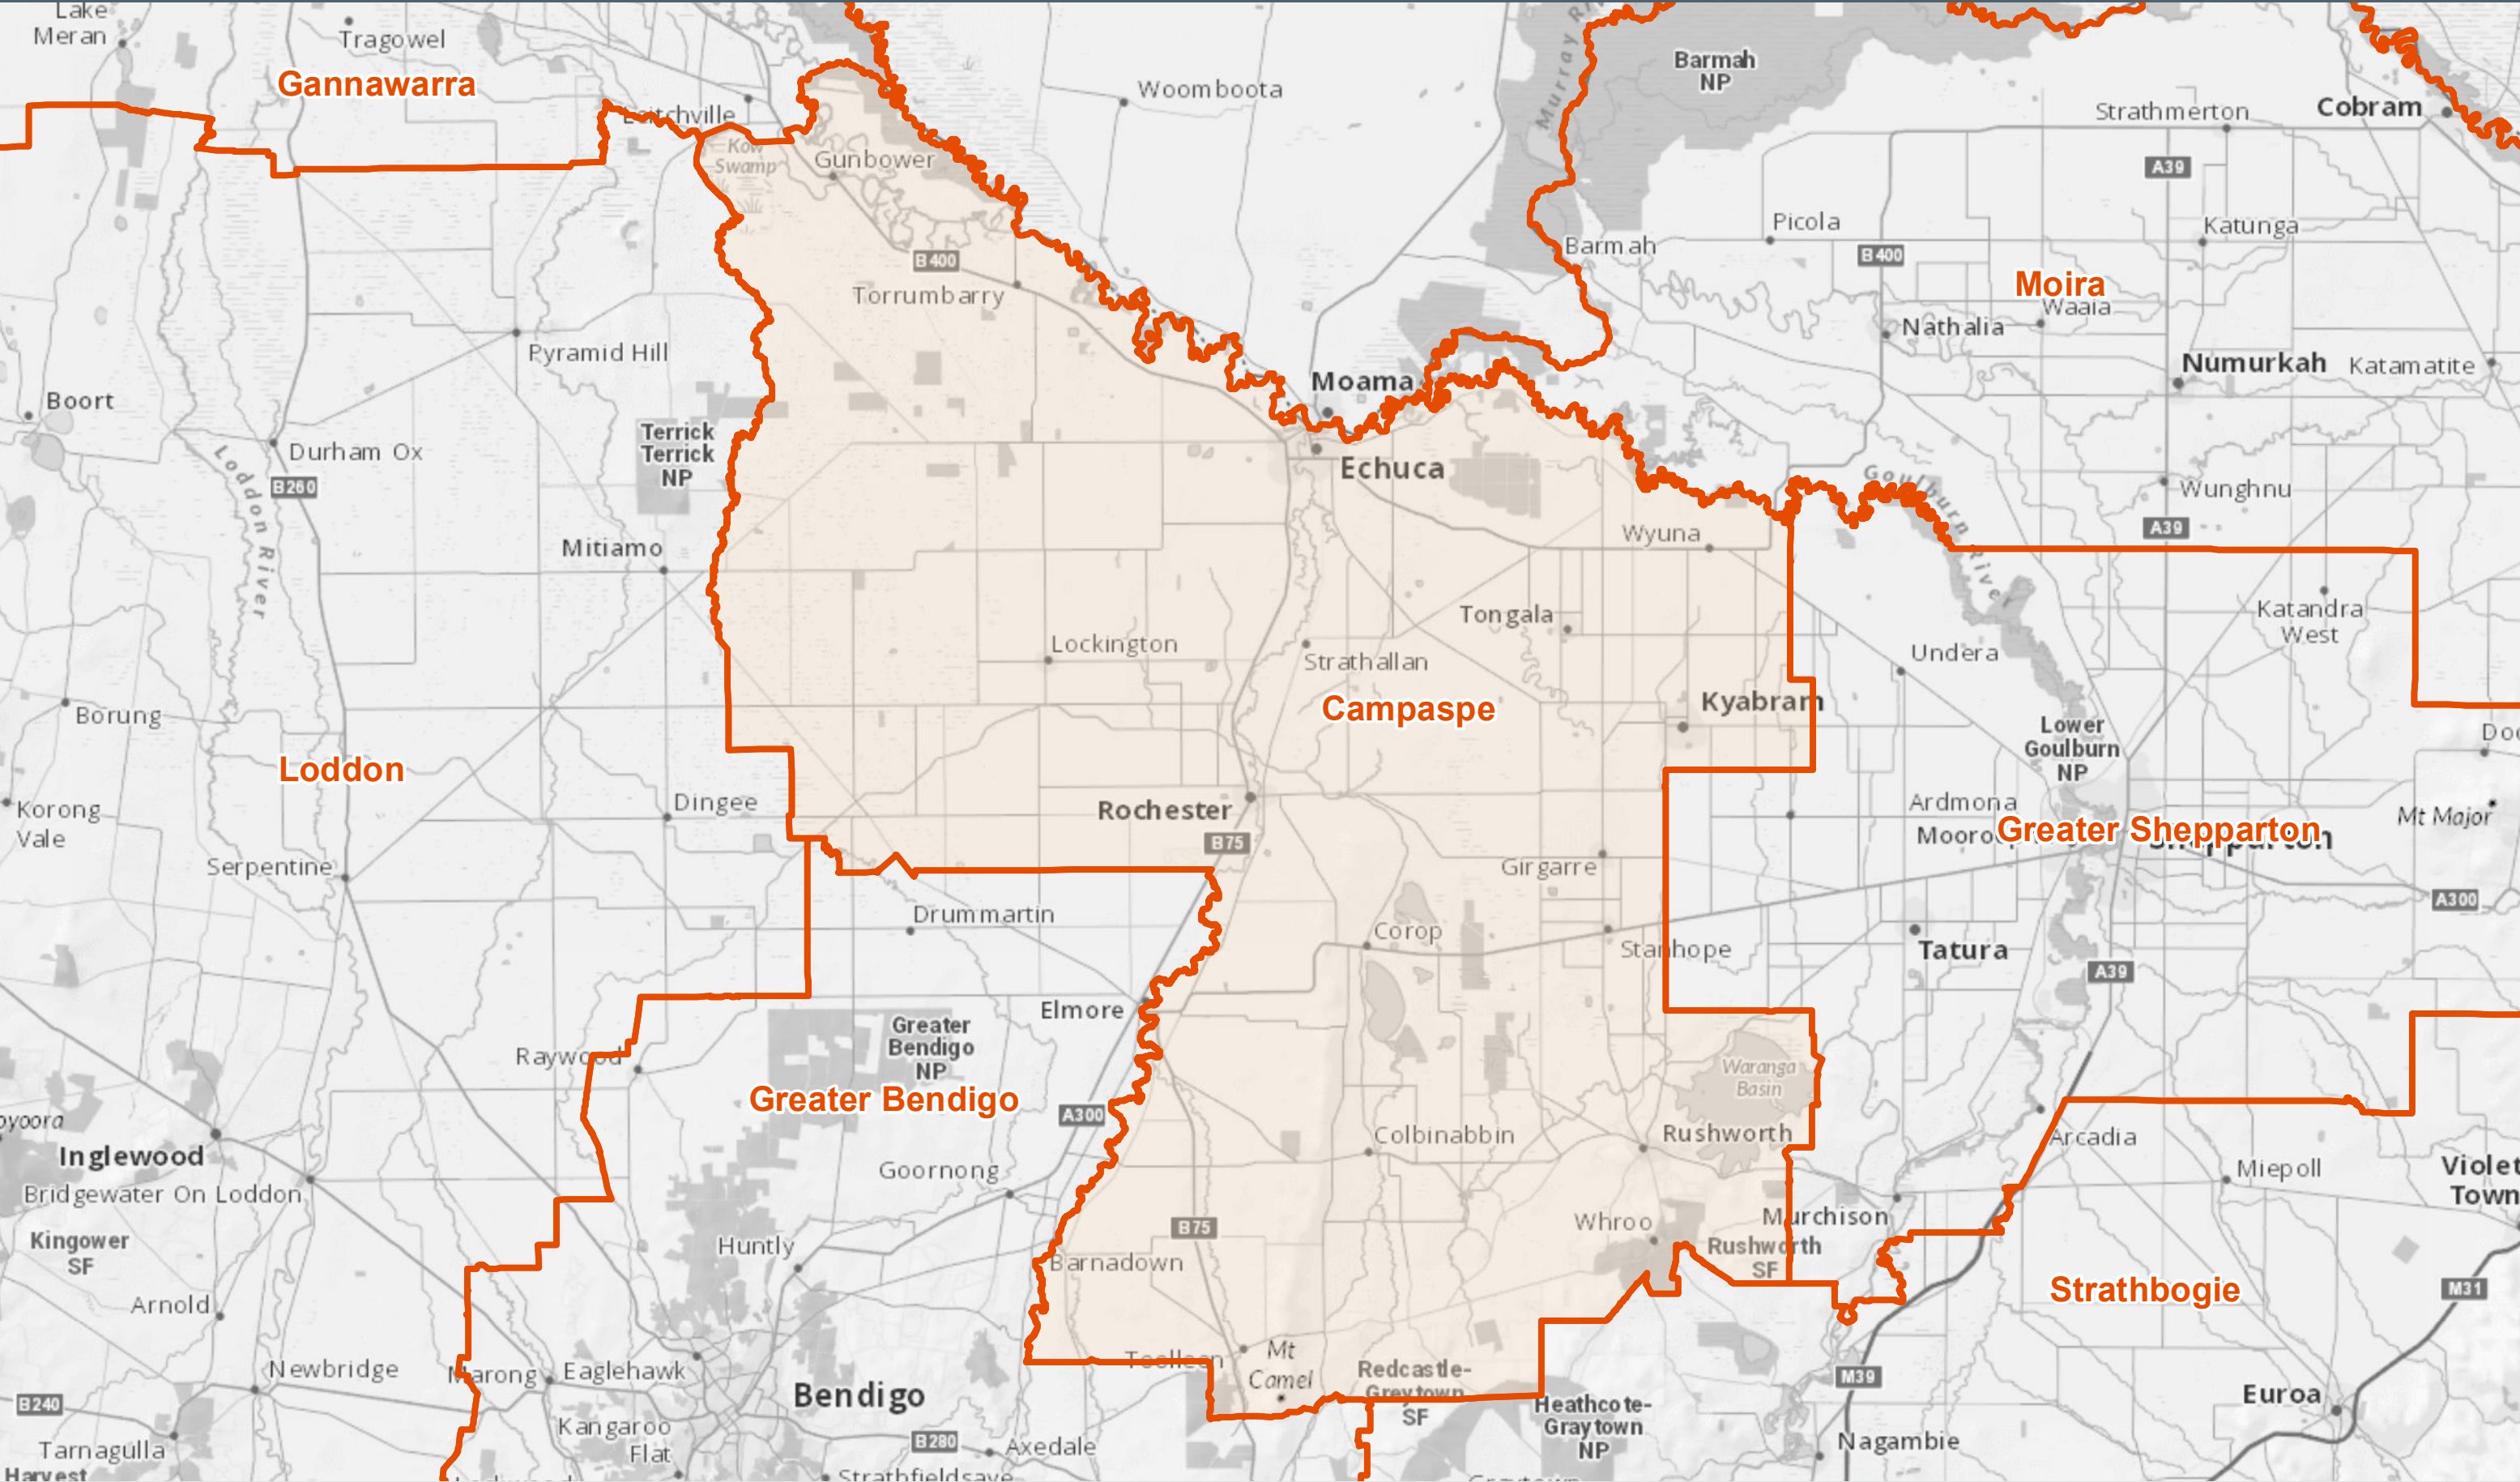 Lake
Meran
Tragowel
Gannawarra
Leitchville
Kow
Swamp
Gunbower
Woomboota
Murray
Barmah
NP
Strathmerton
Cobram
A39
Picola
Katunga
Barmah
B400
B400
Torrumbarry
Moira
Waaia
Nathalia
Pyramid Hill
Numurkah
Katamatite
Moama
Boort
Terrick
Terrick
NP
Durham Ox
Echuca
Loddon River
B260
Goulburn River
Wunghnu
A39
Wyuna
Mitiamo
Tongala
Katandra
West
Lockington
Strathallan
Undera
Campaspe
Kyabram
Borung
Lower
Goulburn
NP
Loddon
Dingee
Rochester
Korong
Vale
Ardmona
Mt Major
Greater Shepparton
B75
Serpentine
Girgarre
A300
Drummartin
Corop
Stanhope
Tatura
A39
Elmore
Greater
Bendigo
NP
Raywood
Waranga
Basin
Greater Bendigo
A300
Inglewood
Colbinabbin
Rushworth
Arcadia
Goornong
Miepoll
Violet
Town
Bridgewater On Loddon
B75
Whroo
Murchison
Kingower
SF
Huntly
Barnadown
Rushworth
SF
Strathbogie
M31
Arnold
Toolleen
Mt
Camel
Newbridge
Marong
Eaglehawk
Redcastle-
Greytown
SF
M39
Bendigo
Heathcote-
Graytown
NP
Euroa
B240
Kangaroo
Flat
B280
Axedale
Nagambie
Tarnagulla
Harvest
Strathfieldsaye
Graytown